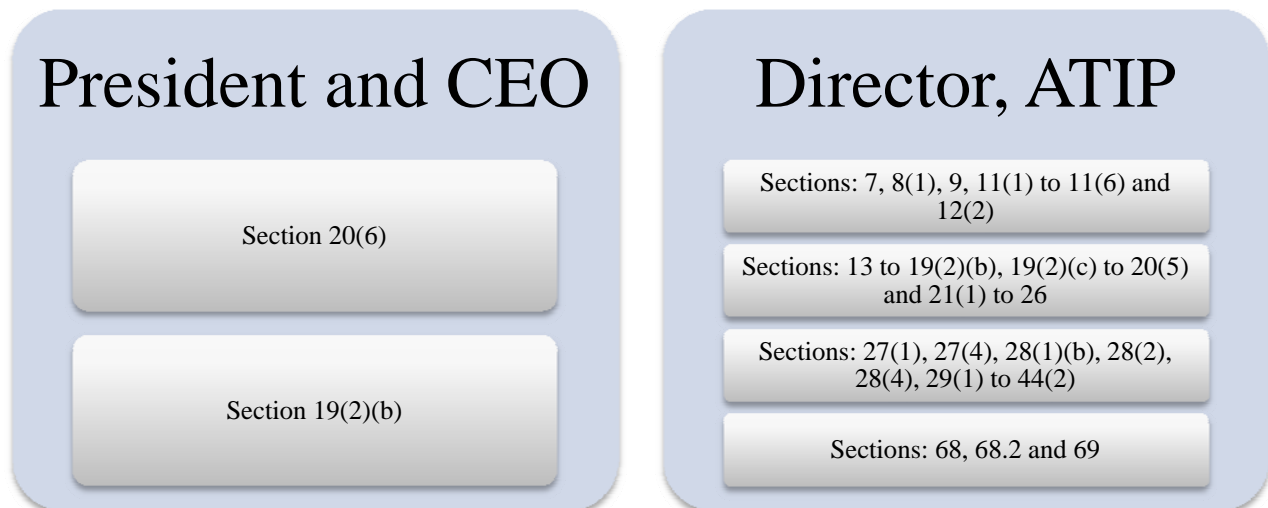 President and CEO
Section 20(6)
Section 19(2)(b)
Director, ATIP
Sections: 7, 8(1), 9, 11(1) to 11(6) and
12(2)
Sections: 13 to 19(2)(b), 19(2)(c) to 20(5)
and 21(1) to 26
Sections: 27(1), 27(4), 28(1)(b), 28(2),
28(4), 29(1) to 44(2)
Sections: 68, 68.2 and 69